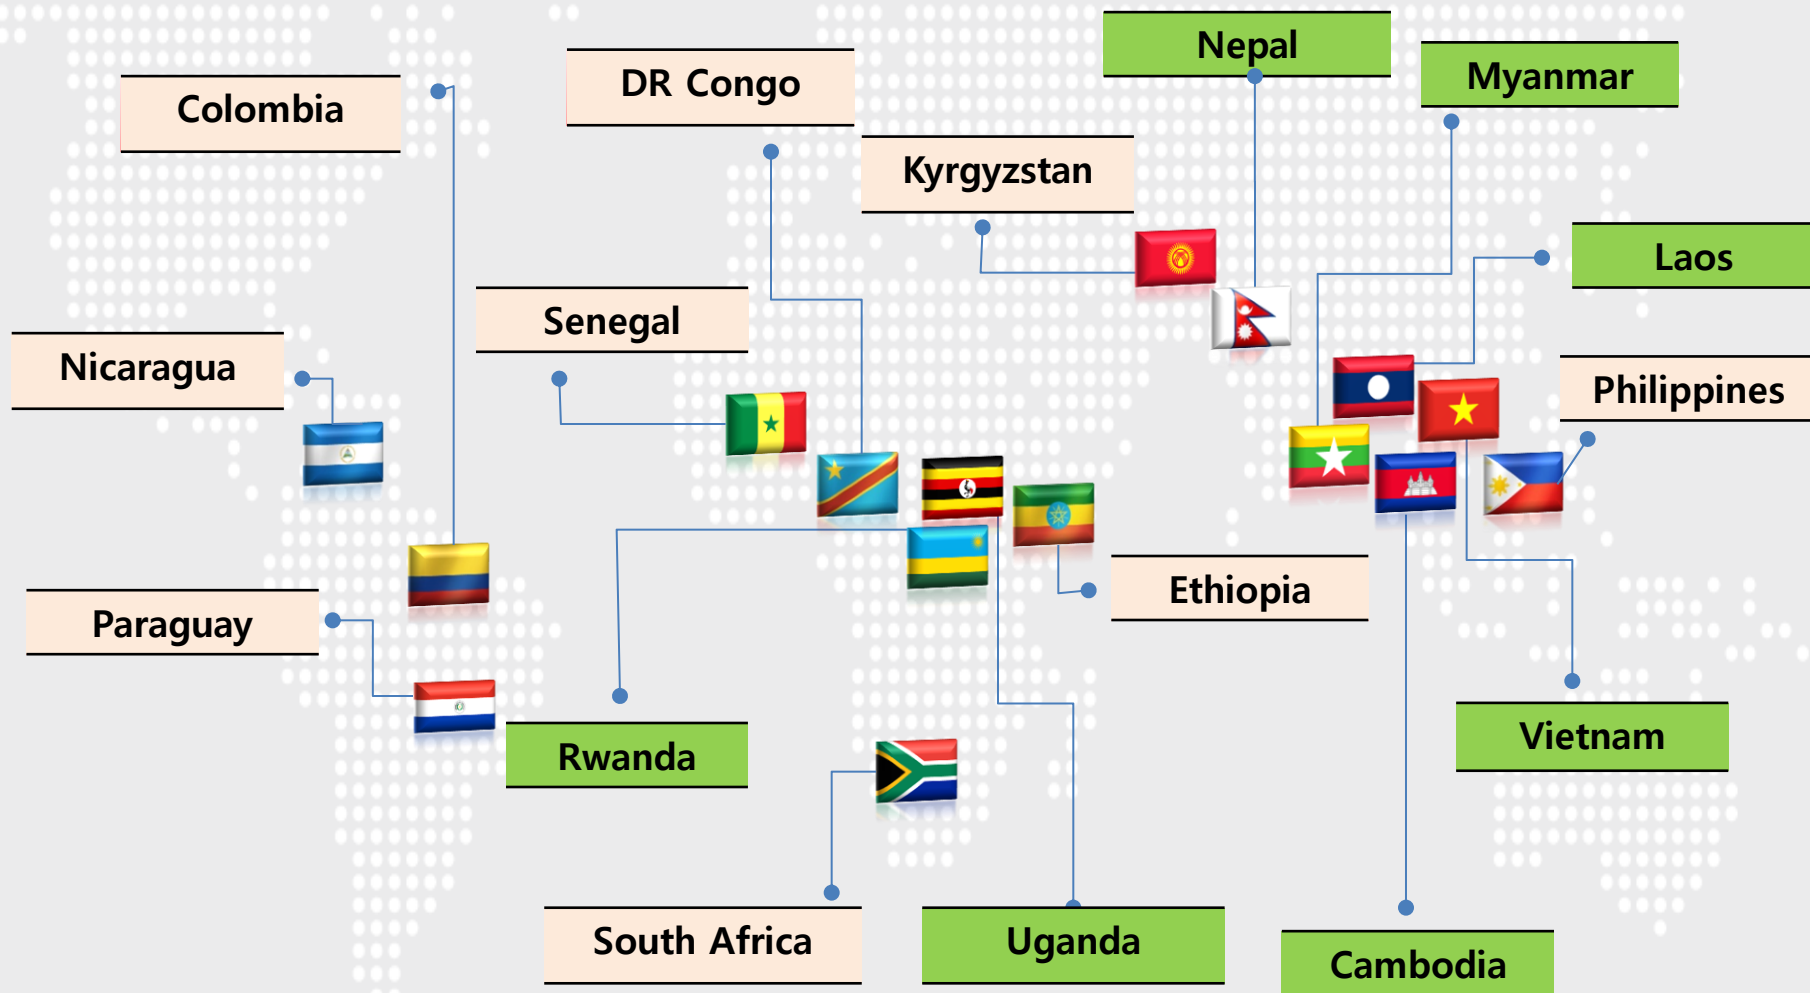 Nepal
Myanmar
DR Congo
Colombia
Kyrgyzstan
Laos
Senegal
Nicaragua
Philippines
Ethiopia
Paraguay
Vietnam
Rwanda
South Africa
Uganda
Cambodia